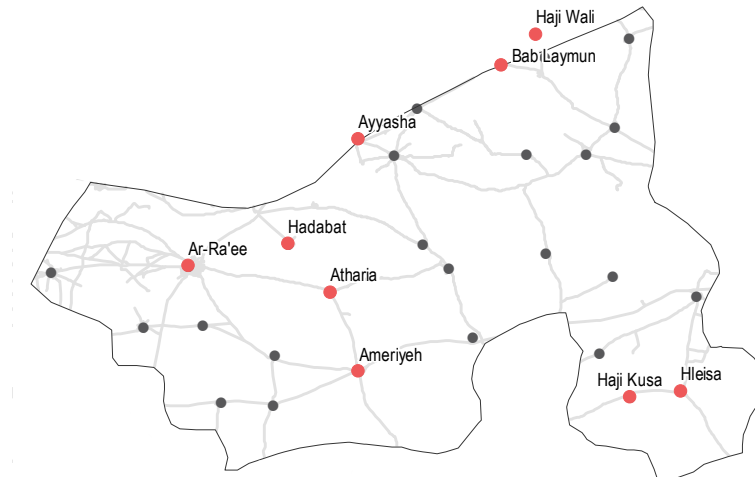 Haji Wali
Bab Laymun
Ayyasha
Hadabat
Ar-Ra'ee
Atharia
Ameriyeh
Haji Kusa
Hleisa